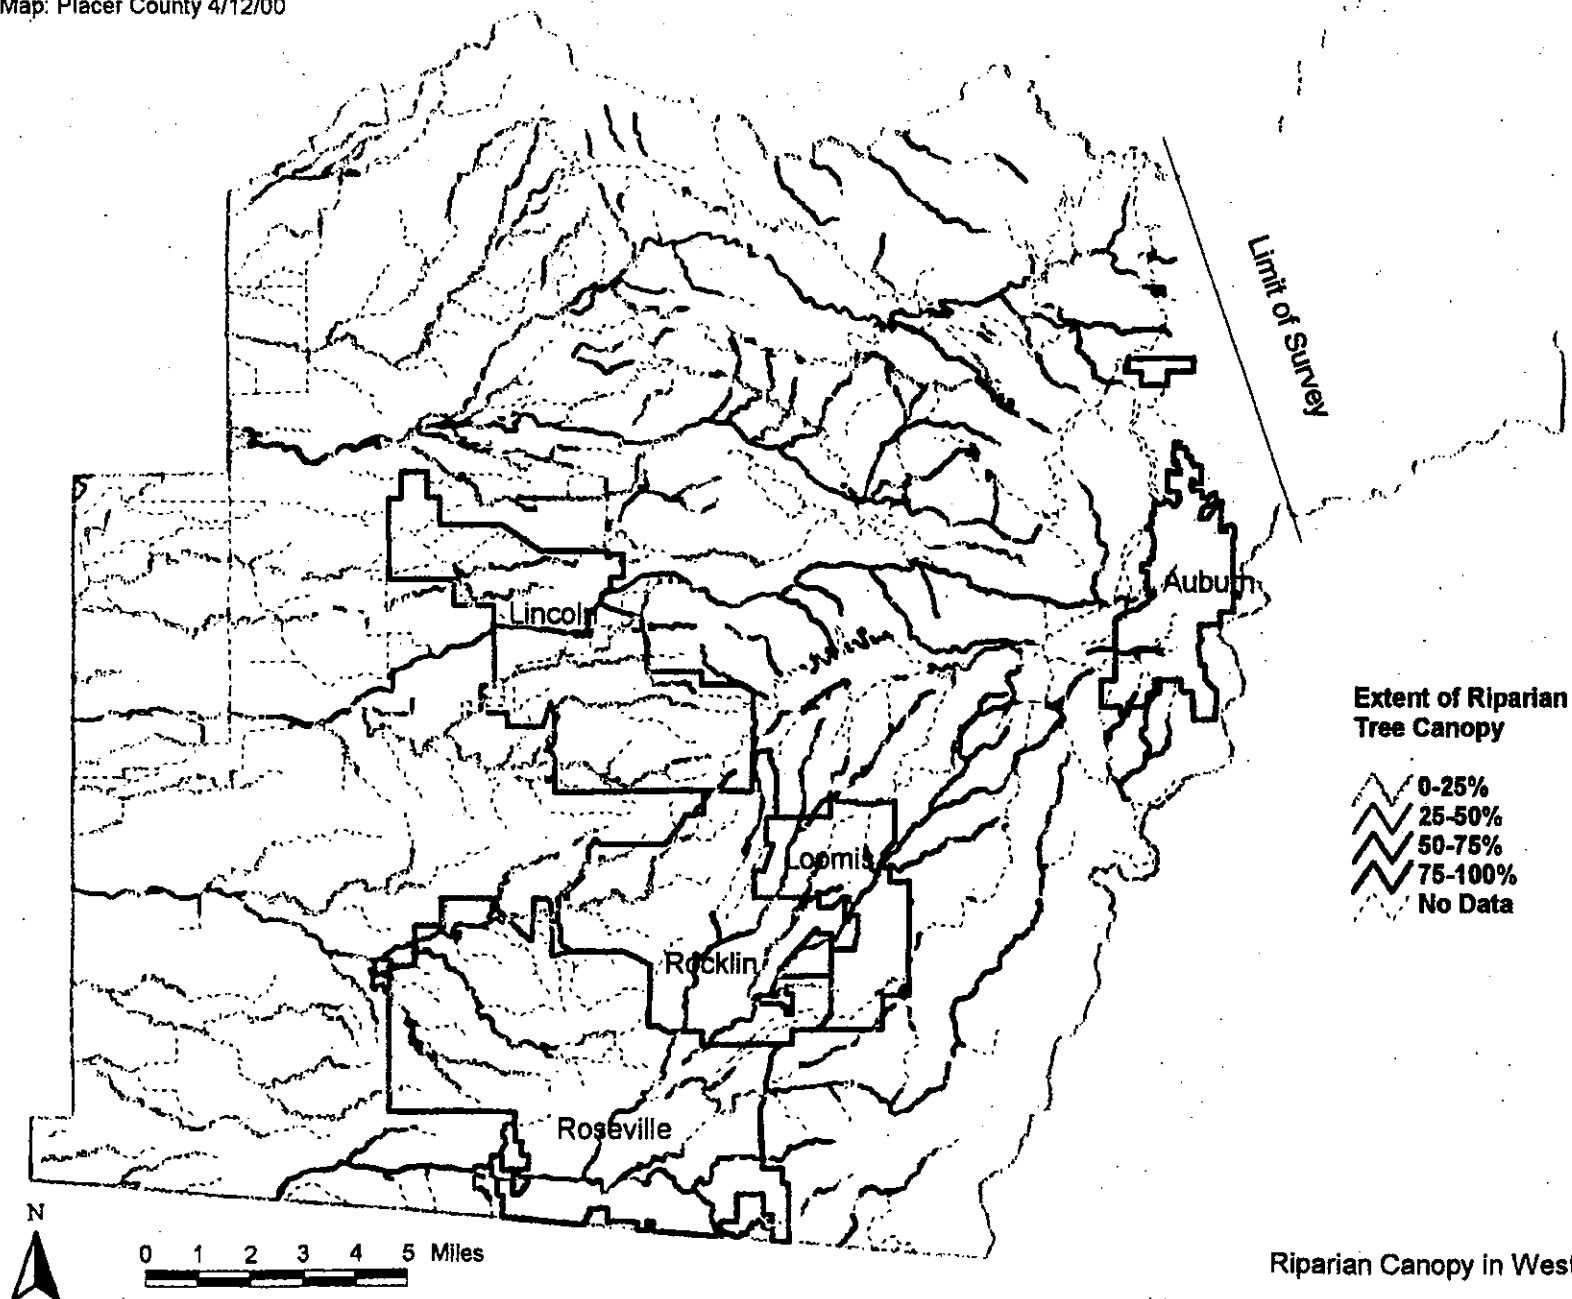 Map: Placer County 4/12/00
Limit of Survey
Auburn
Lincoln
Extent of Riparian
Tree Canopy
0-25%
25-50%
50-75%
75-100%
No Data
Loomis
Rocklin
Roseville
N
0 1 2 3 4 5 Miles
Riparian Canopy in West